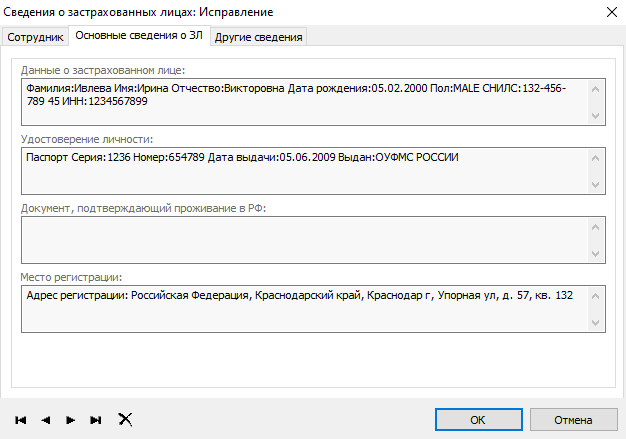 Сведения о застрахованных лицах: Исправление
Сотрудник Основные сведения о ЗЛ Другие сведения
Данные о застрахованном лице:
Фамилия:Ивлева Имя:Ирина Отчество:Викторовна Дата рождения:05.02.2000 Пол:MALE СНИЛС:132-456-
789 45 ИНН:1234567899
Удостоверение личности:
Паспорт Серия:1236 Номер:654789 Дата выдачи:05.06.2009 Выдан:ОУФМС РОССИИ
Документ, подтверждающий проживание в РФ:
Место регистрации:
Адрес регистрации: Российская Федерация, Краснодарский край, Краснодар г, Упорная ул, д. 57, кв. 132
ОК Отмена